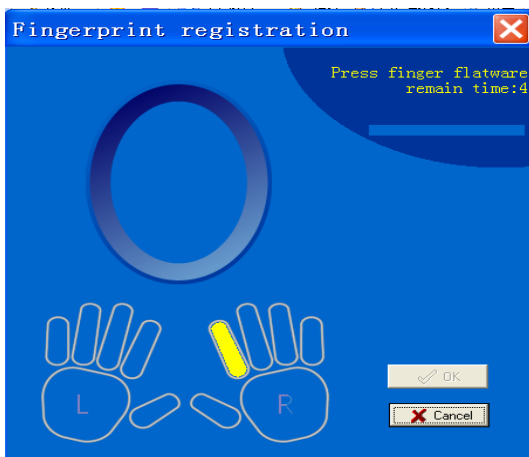 Fingerprint registration
Press finger flatware
remain time:4
L
R
OK
Cancel